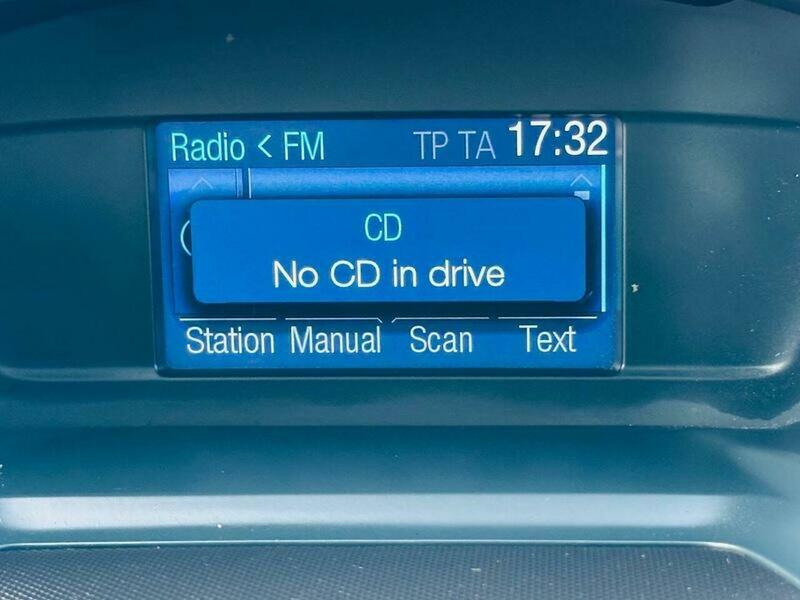 Radio < FM TP TA 17:32
CD
No CD in drive
Station Manual Scan Text